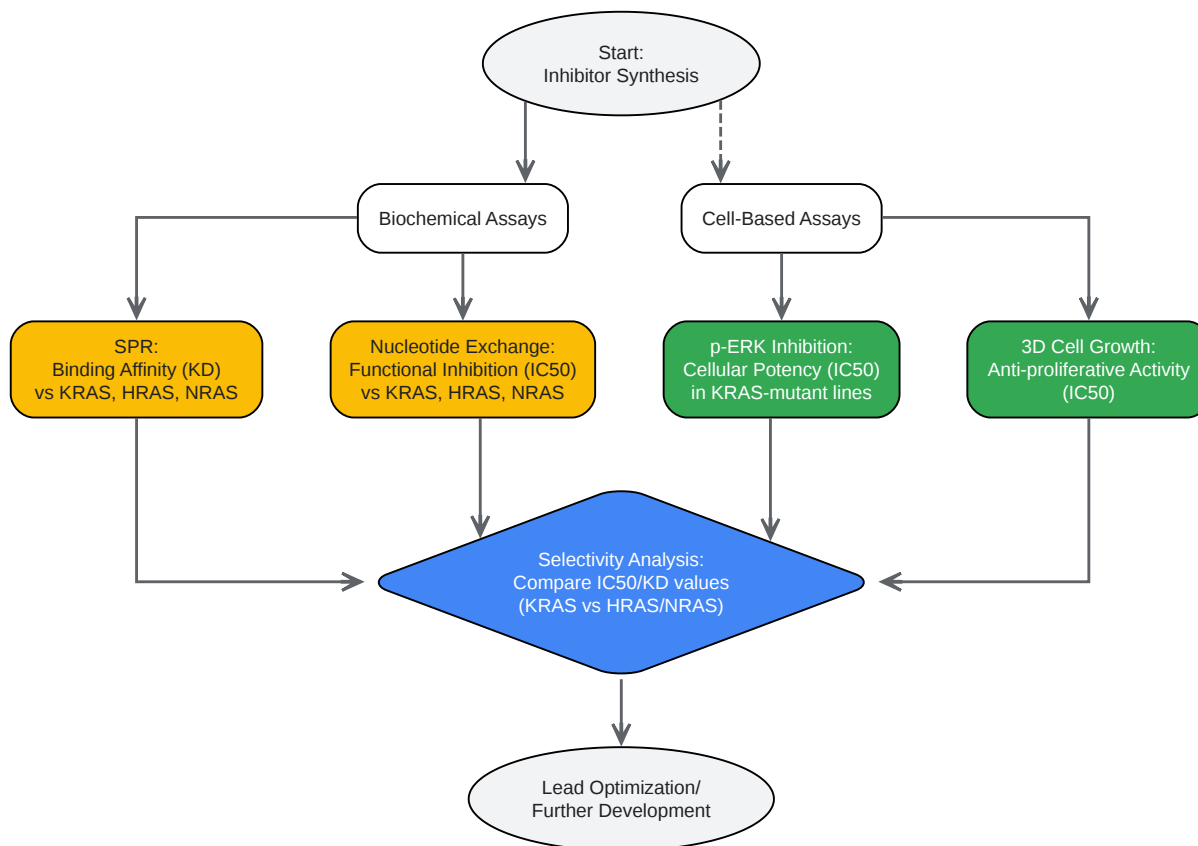 Start:
Inhibitor Synthesis
Biochemical Assays
Cell-Based Assays
SPR:
Binding Affinity (KD)
vs KRAS, HRAS, NRAS
Nucleotide Exchange:
Functional Inhibition (IC50)
vs KRAS, HRAS, NRAS
p-ERK Inhibition:
Cellular Potency (IC50)
in KRAS-mutant lines
3D Cell Growth:
Anti-proliferative Activity
(IC50)
Selectivity Analysis:
Compare IC50/KD values
(KRAS vs HRAS/NRAS)
Lead Optimization/
Further Development